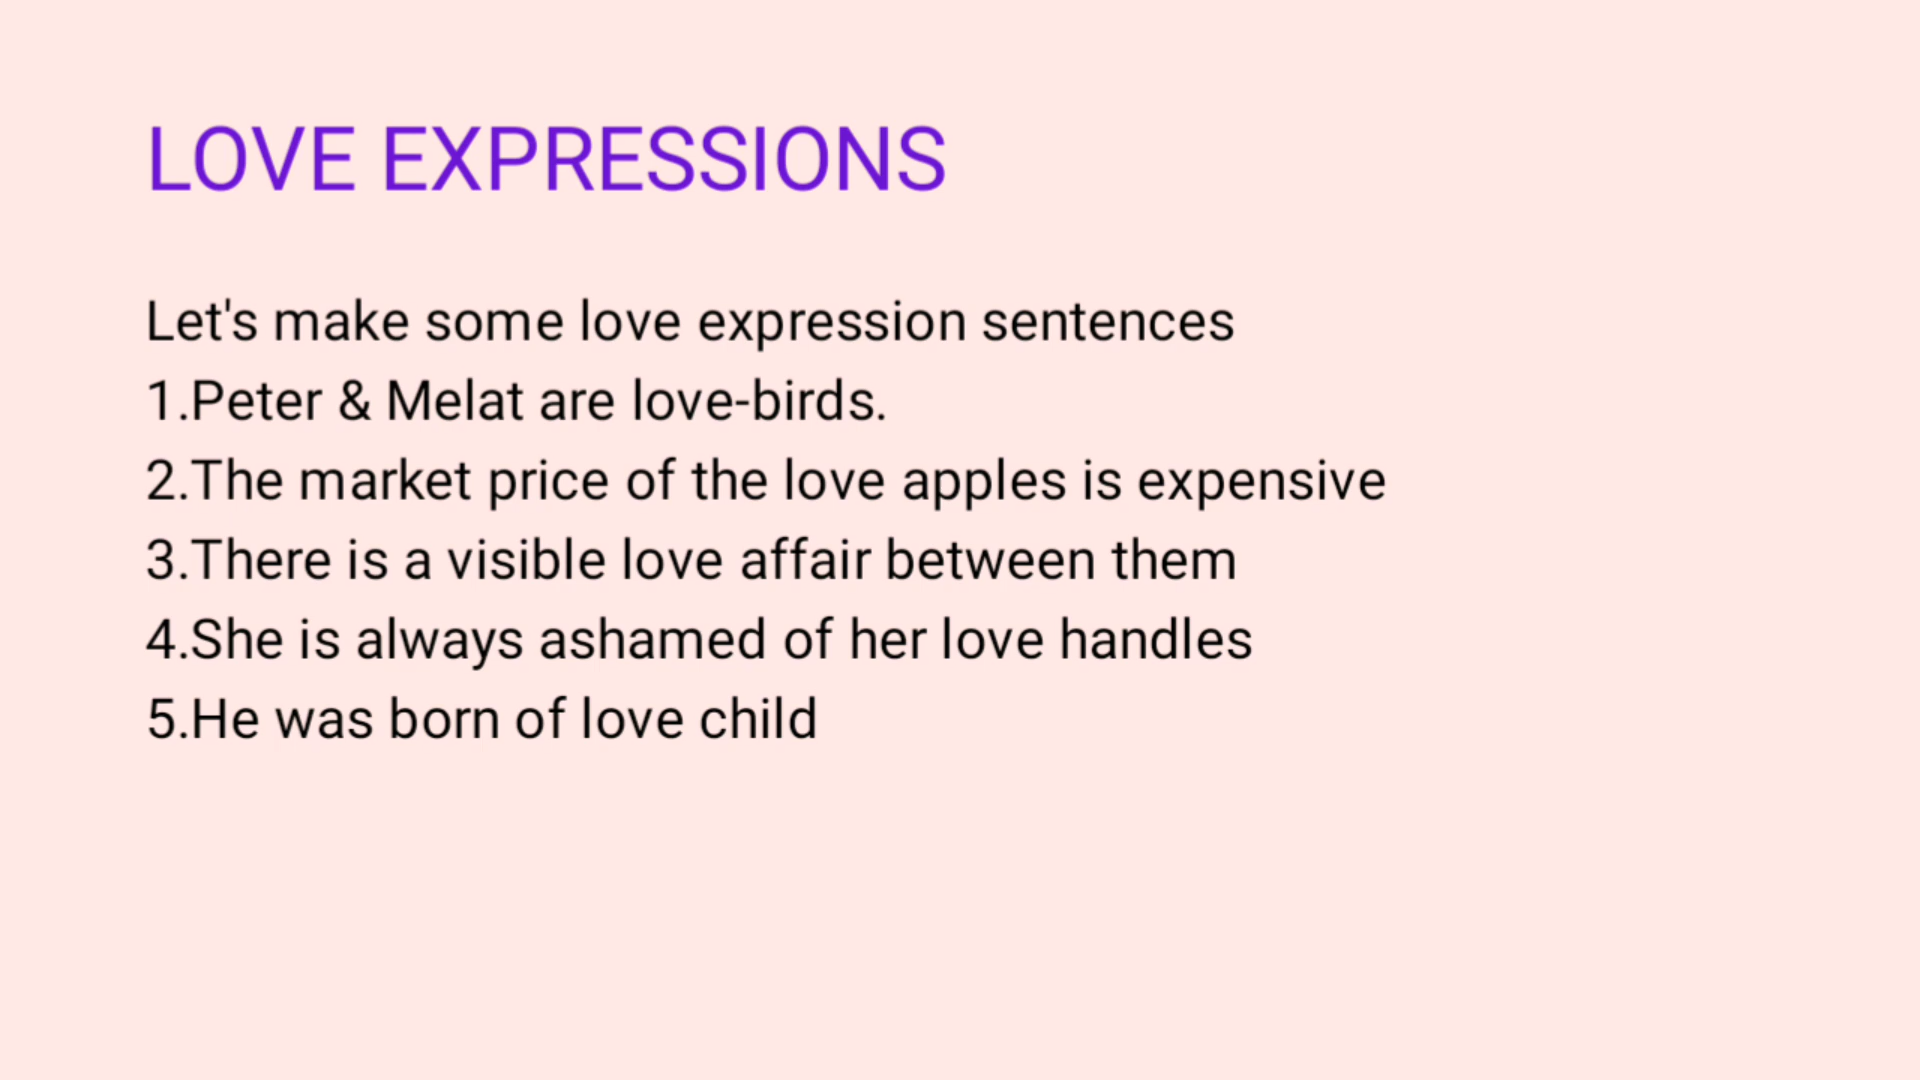 LOVE EXPRESSIONS
Let's make some love expression sentences
1.Peter & Melat are love-birds.
2.The market price of the love apples is expensive
3.There is a visible love affair between them
4.She is always ashamed of her love handles
5.He was born of love child